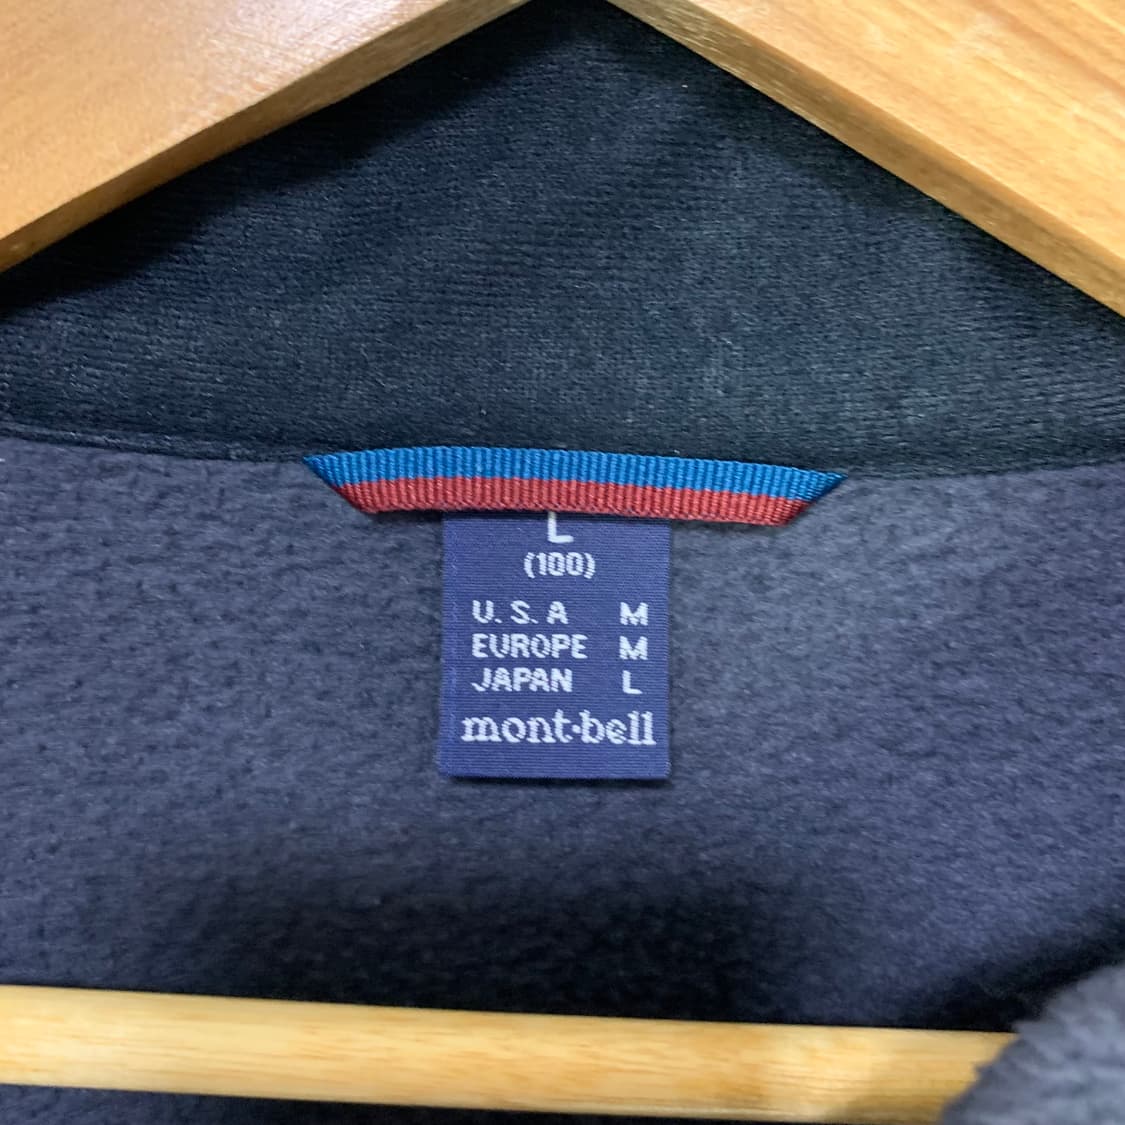 L
(100)
U.S.A M
EUROPE M
JAPAN L
mont·bell